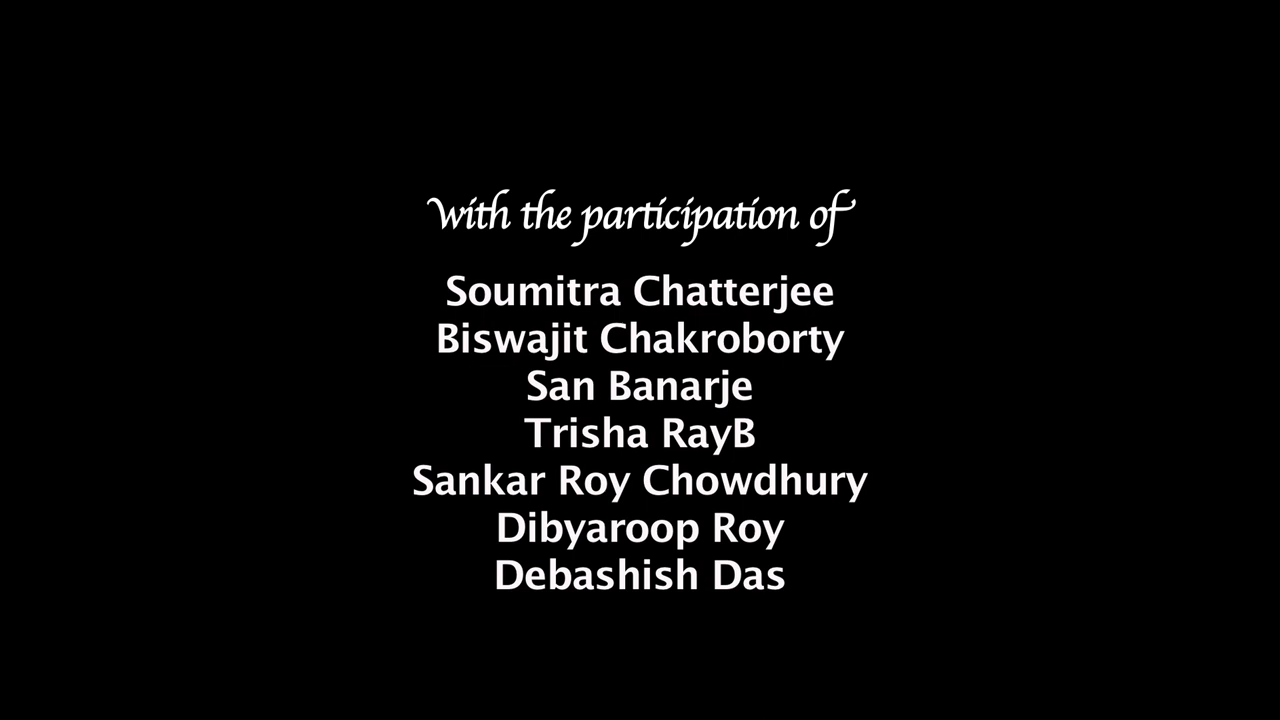 with the participation of
Soumitra Chatterjee
Biswajit Chakroborty
San Banarje
Trisha RayB
Sankar Roy Chowdhury
Dibyaroop Roy
Debashish Das